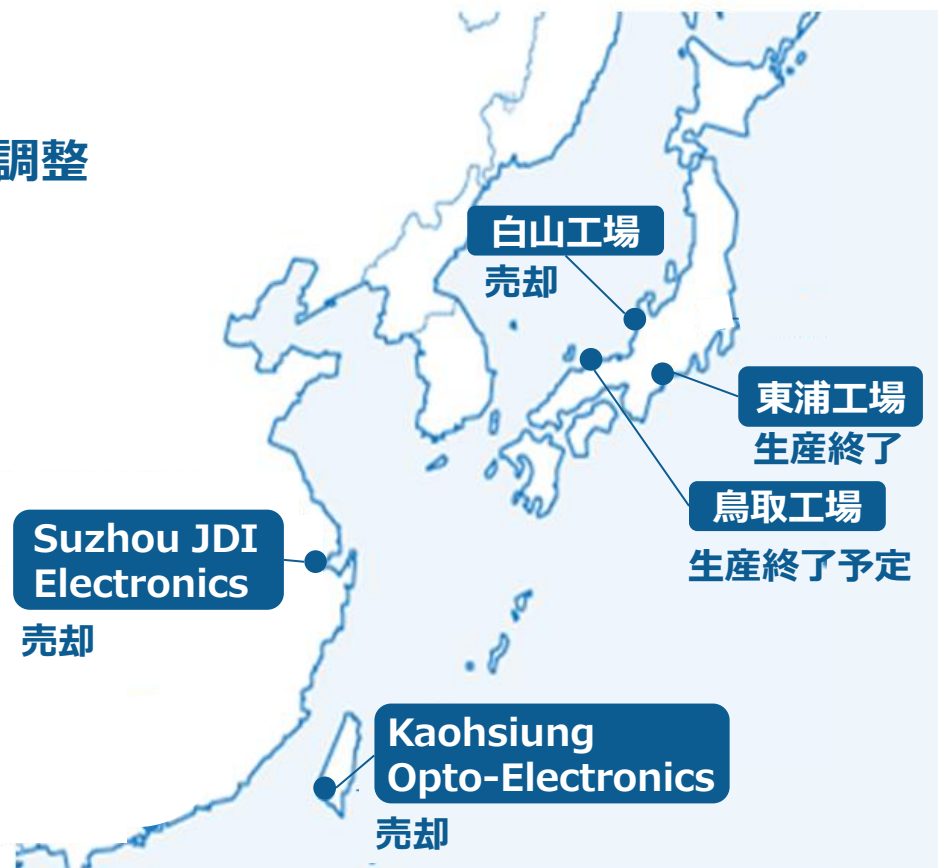 調整
白山工場
売却
東浦工場
生産終了
鳥取工場
生産終了予定
Suzhou JDI
Electronics
売却
Kaohsiung
Opto-Electronics
売却